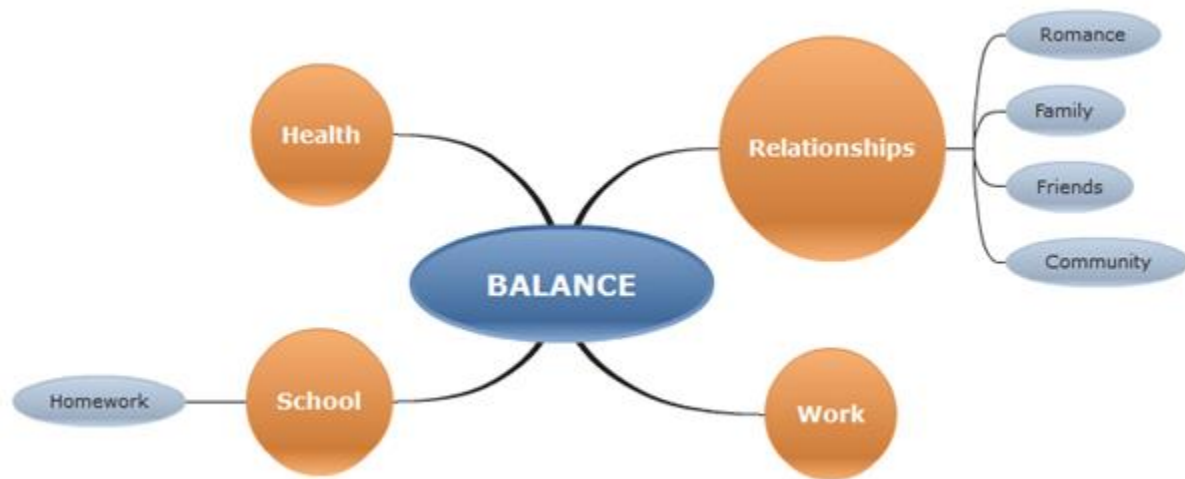 Romance
Family
Health
Relationships
Friends
Community
BALANCE
Homework
School
Work